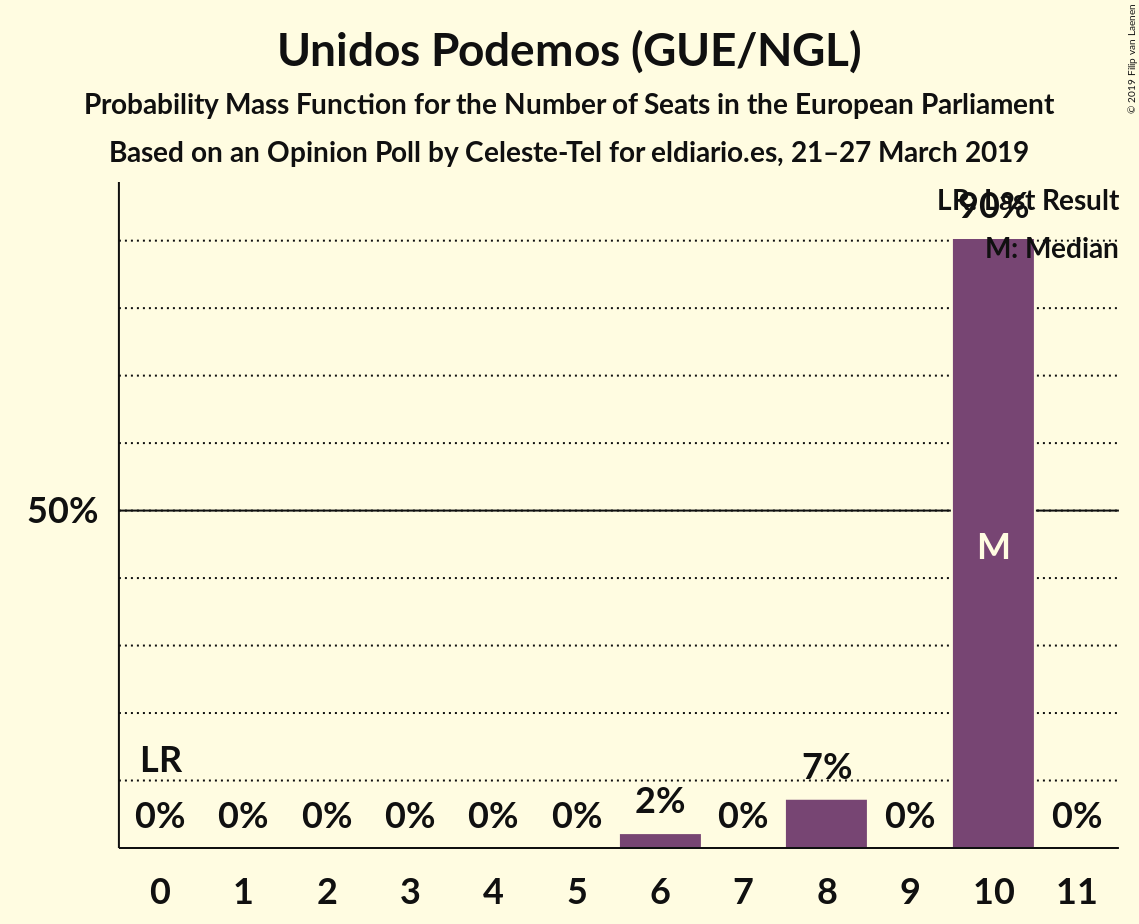 Unidos Podemos (GUE/NGL)
Probability Mass Function for the Number of Seats in the European Parliament
Based on an Opinion Poll by Celeste-Tel for eldiario.es, 21–27 March 2019
© 2019 Filip van Laenen
LR: Last Result
90%
M: Median
50%
M
LR
0% 0% 0% 0% 0% 0% 2% 0% 7% 0% 0%
0 1 2 3 4 5 6 7 8 9 10 11